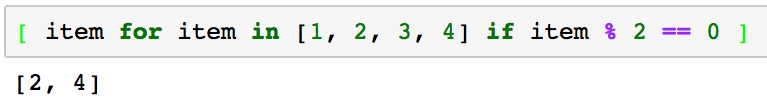 [ item for item in [1, 2, 3, 4] if item % 2 == 0 ]
[2, 4]